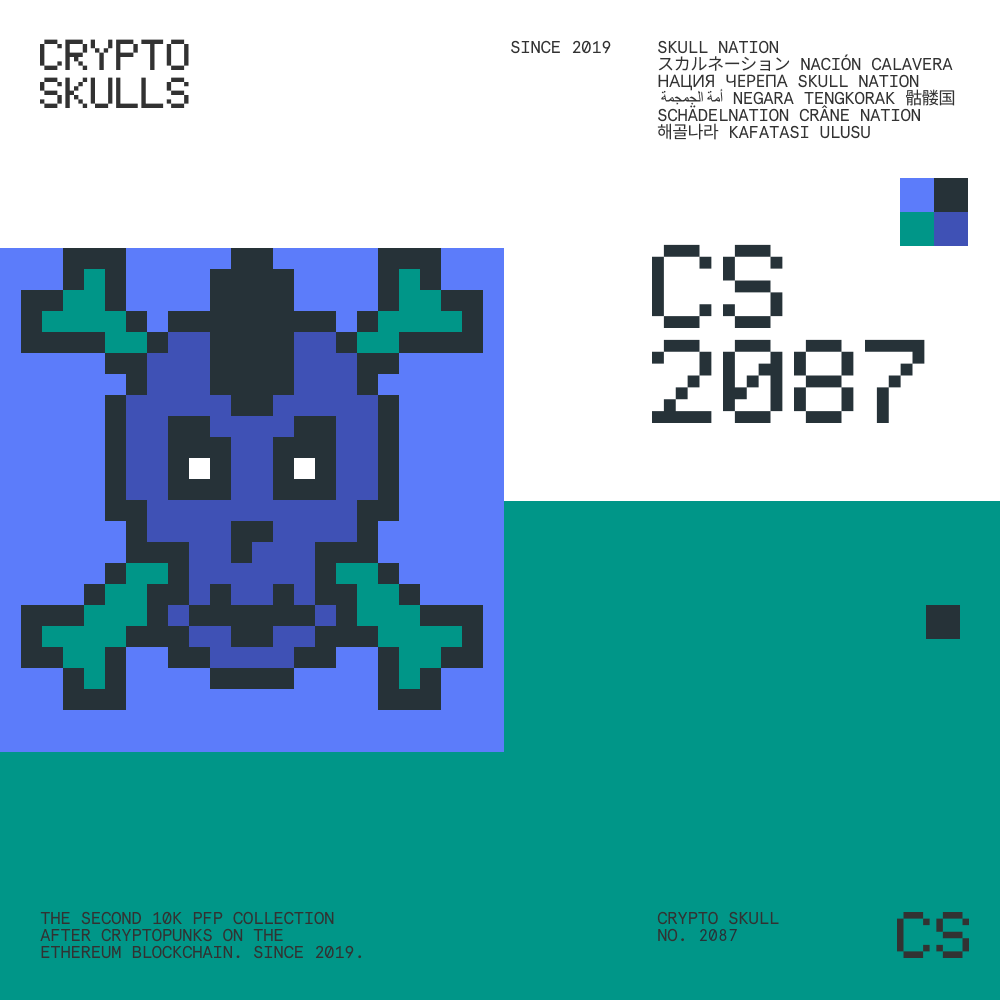 CRYPTO
SKULLS
SINCE 2019
SKULL NATION
スカルネーション NACIÓN CALAVERA
НАЦИЯ ЧЕРЕПА SKULL NATION
أمة الجمجمة NEGARA TENGKORAK 骷髅国
SCHÄDELNATION CRÂNE NATION
해골나라 KAFATASI ULUSU
CS
2087
THE SECOND 10K PFP COLLECTION
AFTER CRYPTOPUNKS ON THE
ETHEREUM BLOCKCHAIN. SINCE 2019.
CRYPTO SKULL
NO. 2087
CS